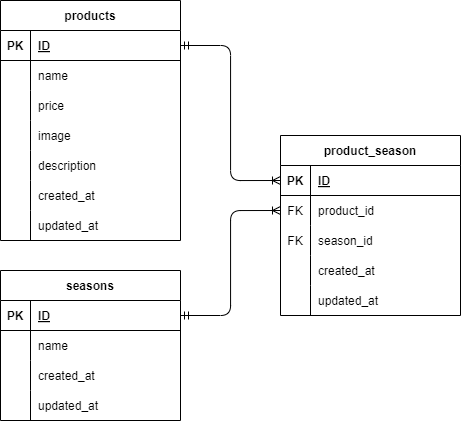 products
PK ID
name
price
image
description
created_at
updated_at
product_season
PK ID
FK product_id
FK season_id
created_at
updated_at
seasons
PK ID
name
created_at
updated_at